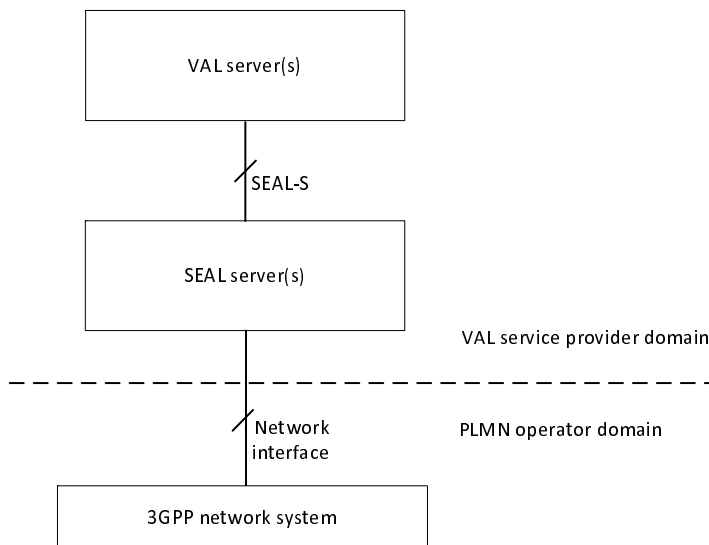 VAL server(s)
SEAL-S
SEAL server(s)
VAL service provider domain
Network
interface
PLMN operator domain
3GPP network system